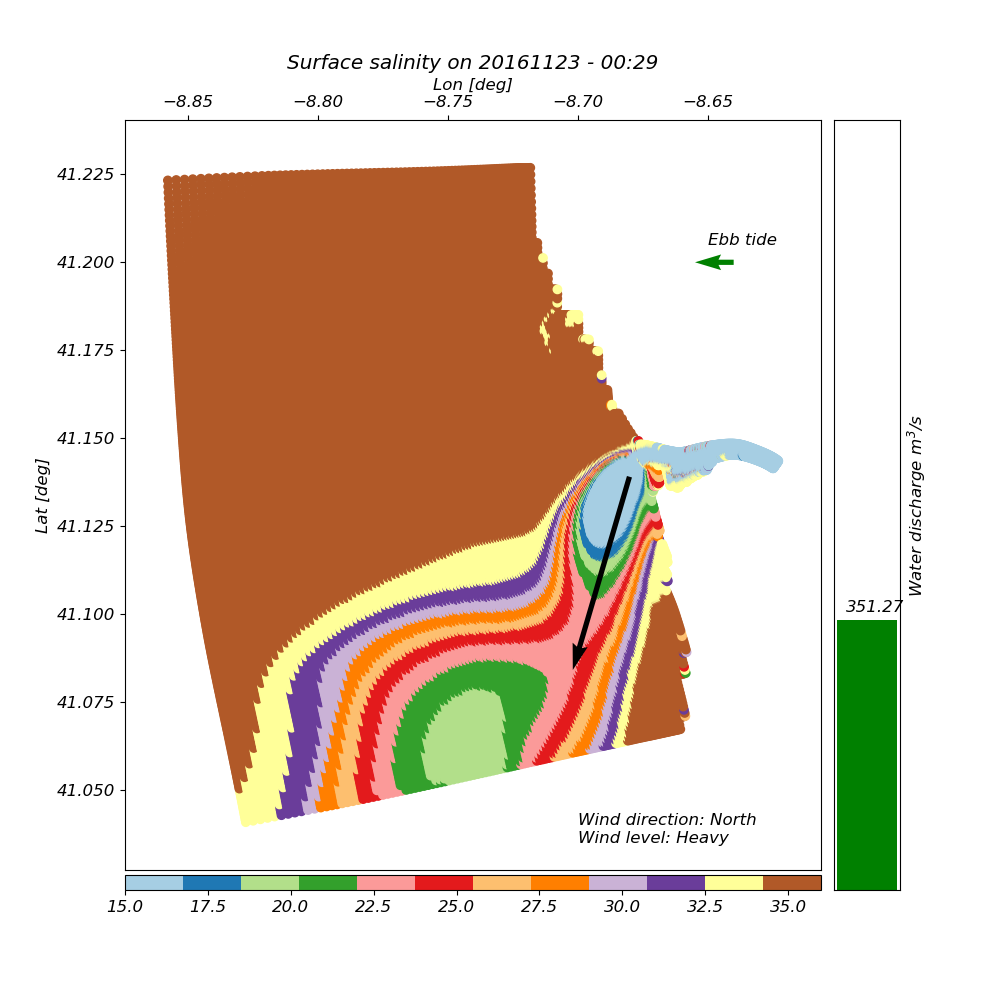 Surface salinity on 20161123 - 00:29
Lon [deg]
−8.85 −8.80 −8.75 −8.70 −8.65
41.225
41.200
41.175
41.150
41.125
41.100
41.075
41.050
Lat [deg]
Ebb tide
Wind direction: North
Wind level: Heavy
351.27
Water discharge m³/s
15.0 17.5 20.0 22.5 25.0 27.5 30.0 32.5 35.0